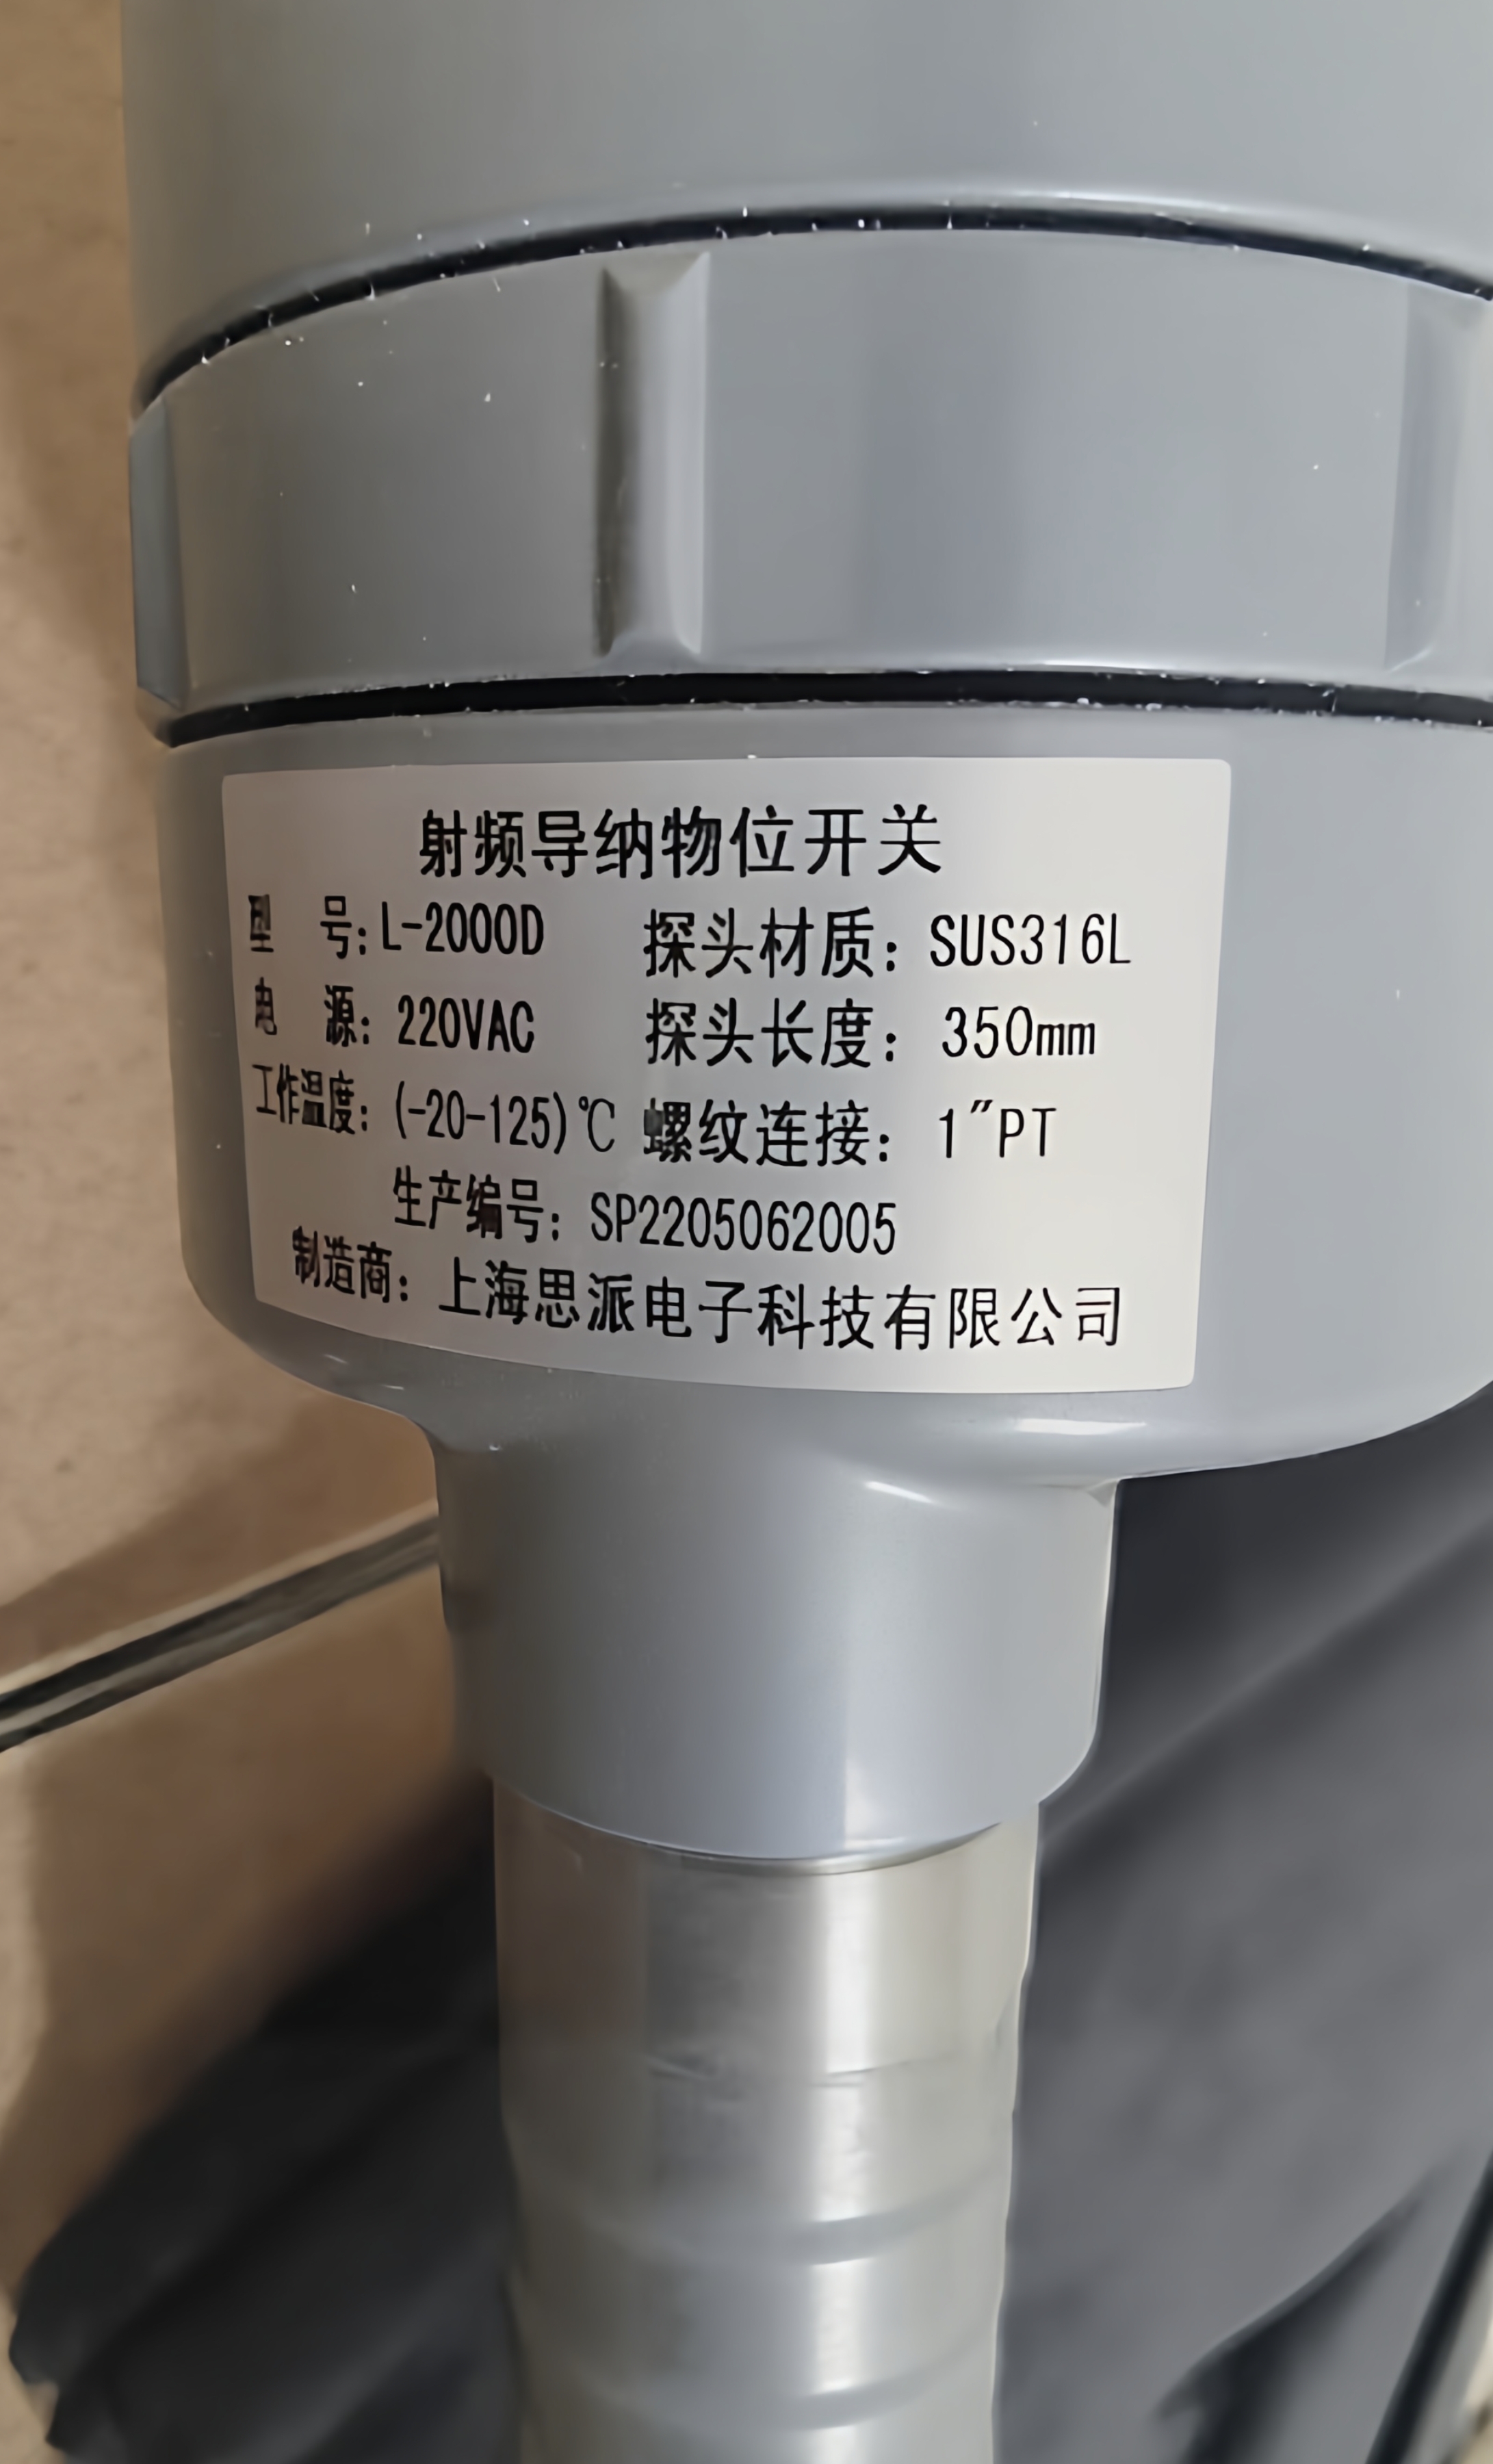 射频导纳物位开关
型 号: L-2000D 探头材质: SUS316L
电 源: 220VAC 探头长度: 350mm
工作温度: (-20-125)℃ 螺纹连接: 1″PT
生产编号: SP2205062005
制造商: 上海思派电子科技有限公司